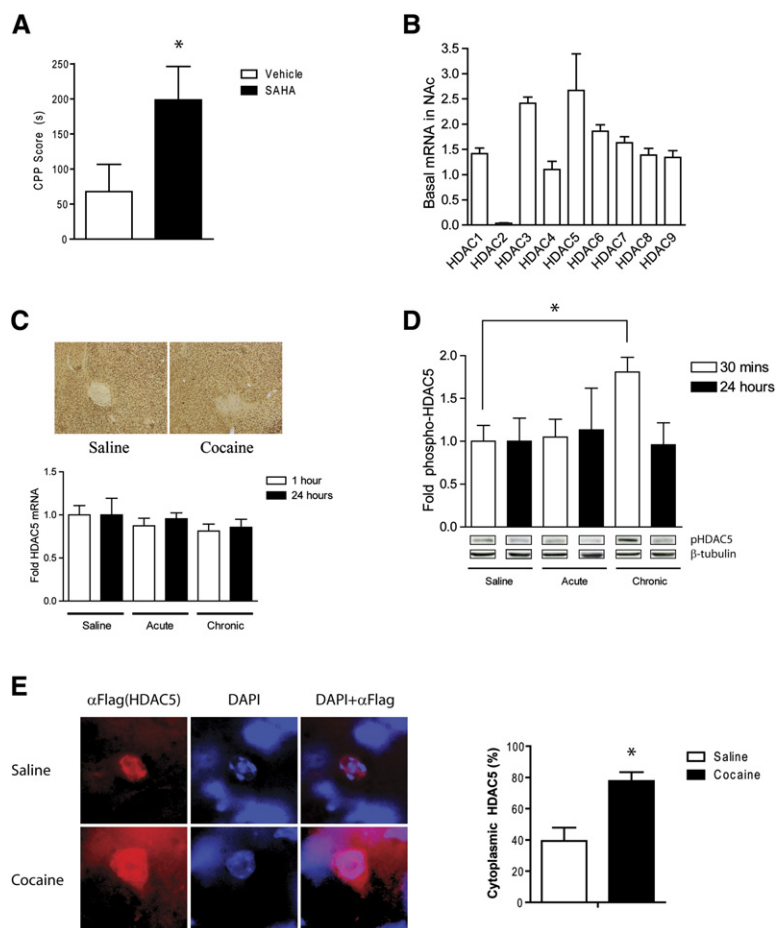 A
*
Vehicle
SAHA
CPP Score (s)
250
200
150
100
50
0
B
Basal mRNA in NAc
3.5
3.0
2.5
2.0
1.5
1.0
0.5
0.0
HDAC1
HDAC2
HDAC3
HDAC4
HDAC5
HDAC6
HDAC7
HDAC8
HDAC9
C
Saline Cocaine
Fold HDAC5 mRNA
1.5
1.0
0.5
0.0
1 hour
24 hours
Saline Acute Chronic
D
*
Fold phospho-HDAC5
2.0
1.5
1.0
0.5
0.0
30 mins
24 hours
pHDAC5
β-tubulin
Saline Acute Chronic
E
αFlag(HDAC5) DAPI DAPI+αFlag
Saline
Cocaine
Cytoplasmic HDAC5 (%)
80
60
40
20
0
*
Saline
Cocaine